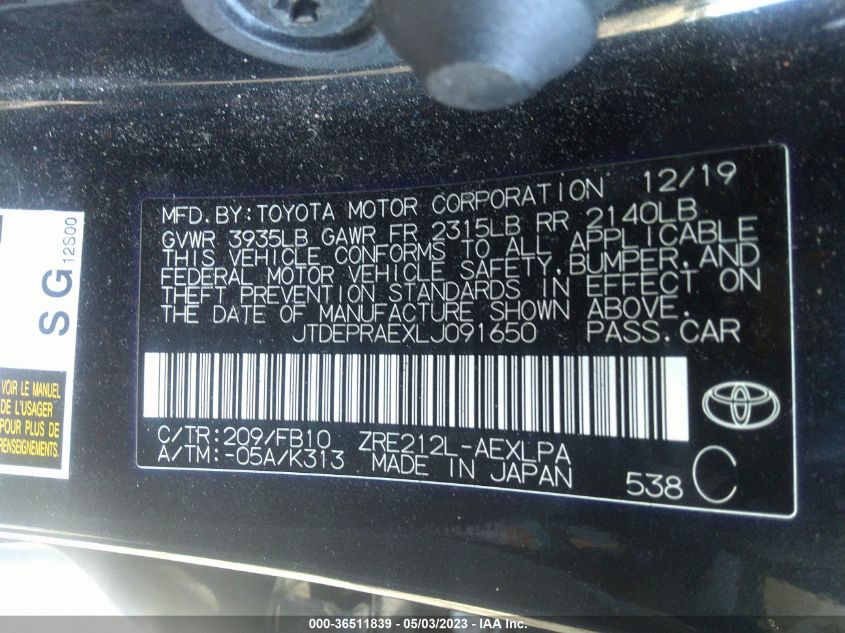 MFD. BY: TOYOTA MOTOR CORPORATION 12/19
GVWR 3935LB GAWR FR 2315LB RR 2140LB
THIS VEHICLE CONFORMS TO ALL APPLICABLE
FEDERAL MOTOR VEHICLE SAFETY, BUMPER, AND
THEFT PREVENTION STANDARDS IN EFFECT ON
THE DATE OF MANUFACTURE SHOWN ABOVE.
JTDEPRAEXLJ091650 PASS. CAR
C/TR: 209/FB10 ZRE212L-AEXLPA
A/TM: -05A/K313 MADE IN JAPAN
538 C
SG
12S00
VOIR LE MANUEL
DE L'USAGER
POUR PLUS DE
RENSEIGNEMENTS.
000-36511839 - 05/03/2023 - IAA Inc.